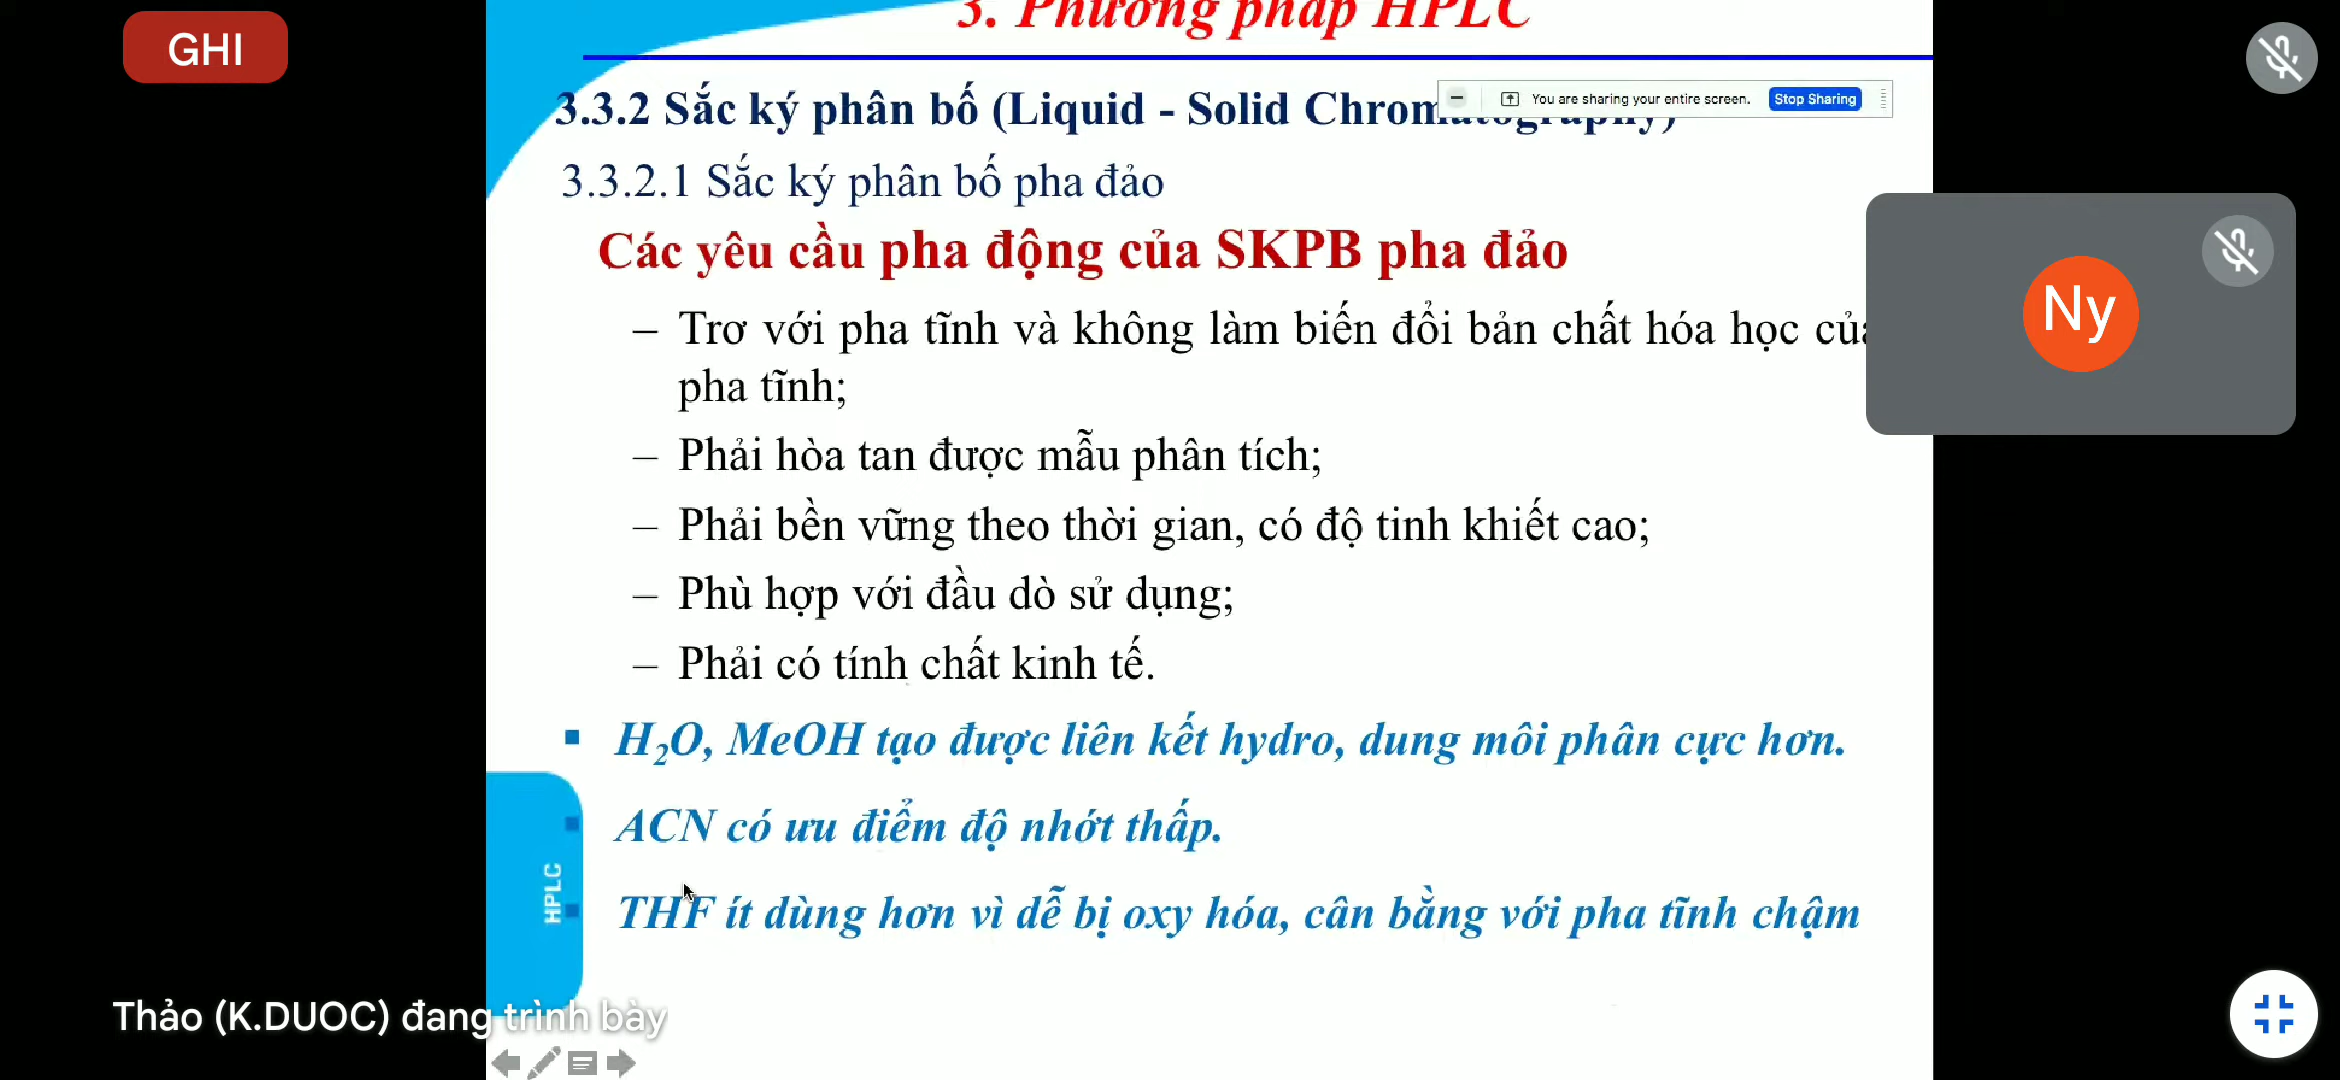 3. Phương pháp HPLC
GHI
3.3.2 Sắc ký phân bố (Liquid - Solid Chromatography)
You are sharing your entire screen. Stop Sharing
3.3.2.1 Sắc ký phân bố pha đảo
Các yêu cầu pha động của SKPB pha đảo
Ny
– Trơ với pha tĩnh và không làm biến đổi bản chất hóa học của
pha tĩnh;
– Phải hòa tan được mẫu phân tích;
– Phải bền vững theo thời gian, có độ tinh khiết cao;
– Phù hợp với đầu dò sử dụng;
– Phải có tính chất kinh tế.
▪ H₂O, MeOH tạo được liên kết hydro, dung môi phân cực hơn.
▪ ACN có ưu điểm độ nhớt thấp.
▪ THF ít dùng hơn vì dễ bị oxy hóa, cân bằng với pha tĩnh chậm
HPLC
Thảo (K.DUOC) đang trình bày